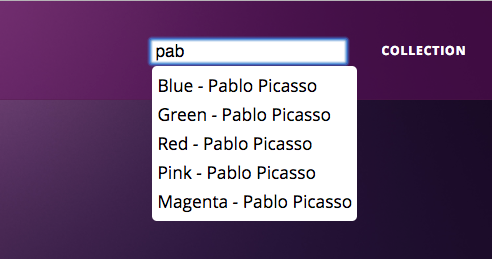 pab
COLLECTION
Blue - Pablo Picasso
Green - Pablo Picasso
Red - Pablo Picasso
Pink - Pablo Picasso
Magenta - Pablo Picasso